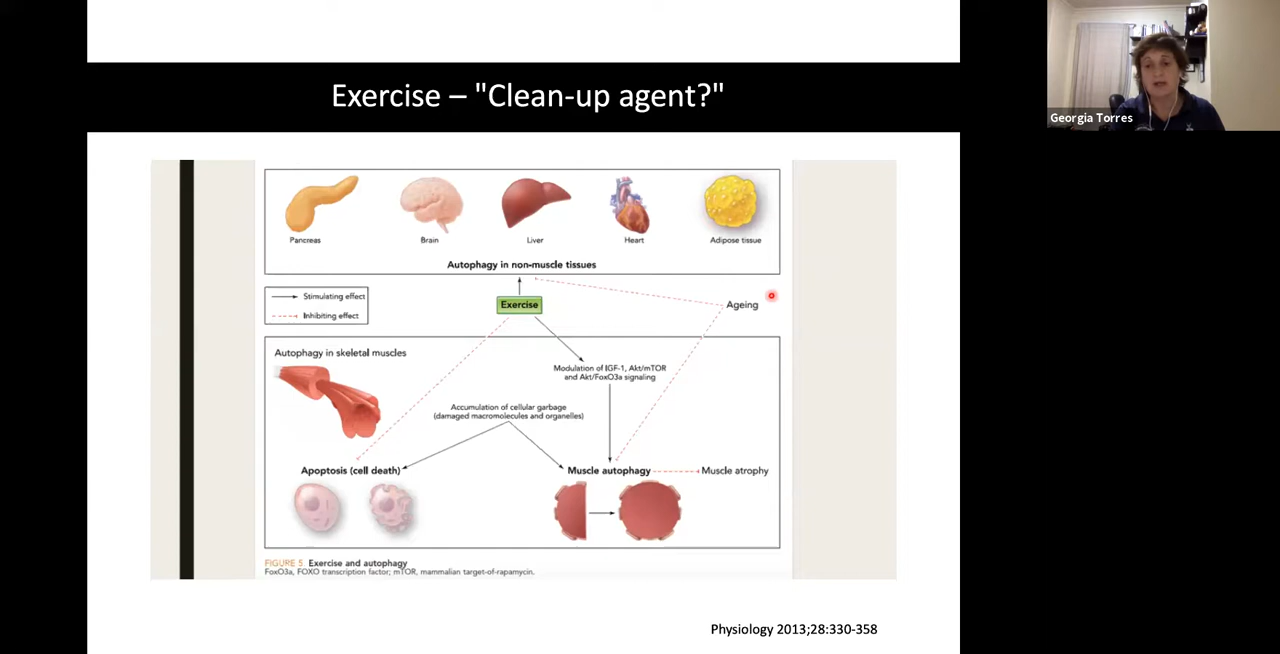 Exercise – "Clean-up agent?"
Georgia Torres
Pancreas
Brain
Liver
Heart
Adipose tissue
Autophagy in non-muscle tissues
Stimulating effect
Inhibiting effect
Exercise
Ageing
Autophagy in skeletal muscles
Modulation of IGF-1, Akt/mTOR
and Akt/FoxO3a signaling
Accumulation of cellular garbage
(damaged macromolecules and organelles)
Apoptosis (cell death)
Muscle autophagy
Muscle atrophy
FIGURE 5. Exercise and autophagy
FoxO3a, FOXO transcription factor; mTOR, mammalian target-of-rapamycin.
Physiology 2013;28:330-358